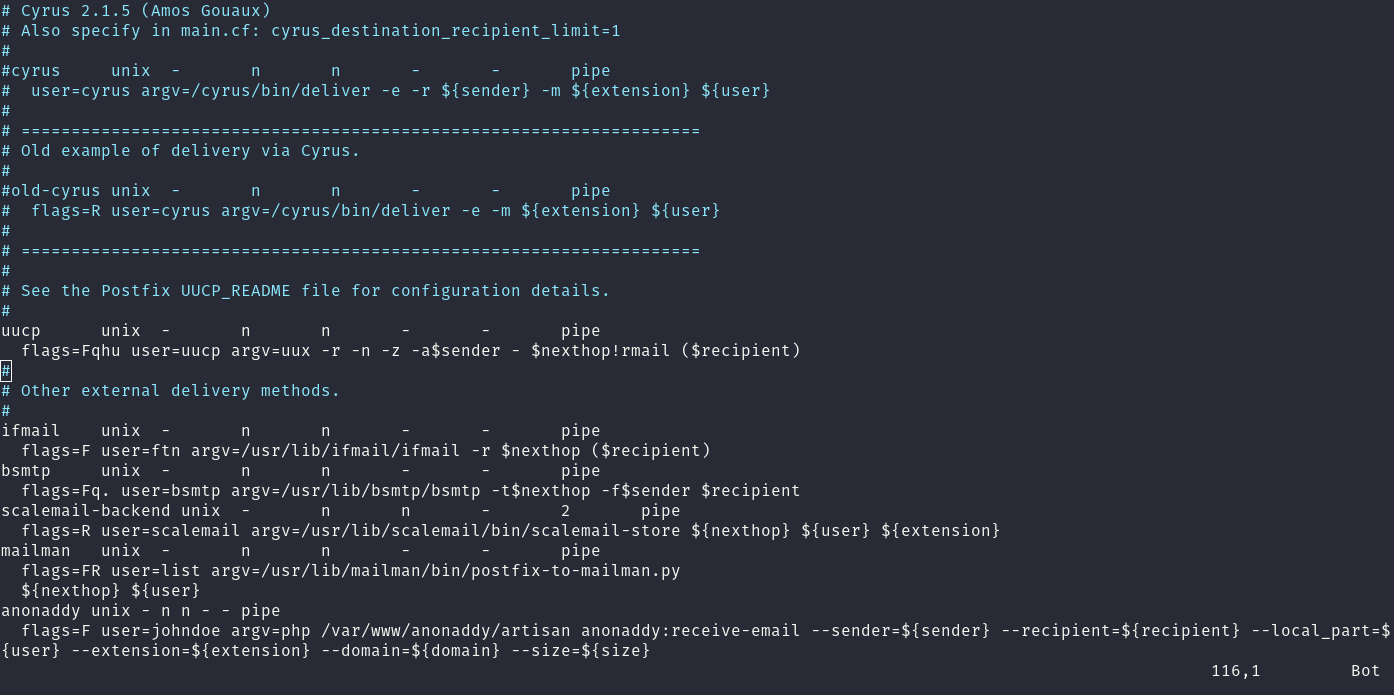 # Cyrus 2.1.5 (Amos Gouaux)
# Also specify in main.cf: cyrus_destination_recipient_limit=1
#
#cyrus     unix  -       n       n       -       -       pipe
#  user=cyrus argv=/cyrus/bin/deliver -e -r ${sender} -m ${extension} ${user}
#
# ====================================================================
# Old example of delivery via Cyrus.
#
#old-cyrus unix  -       n       n       -       -       pipe
#  flags=R user=cyrus argv=/cyrus/bin/deliver -e -m ${extension} ${user}
#
# ====================================================================
#
# See the Postfix UUCP_README file for configuration details.
#
uucp      unix  -       n       n       -       -       pipe
  flags=Fqhu user=uucp argv=uux -r -n -z -a$sender - $nexthop!rmail ($recipient)
#
# Other external delivery methods.
#
ifmail    unix  -       n       n       -       -       pipe
  flags=F user=ftn argv=/usr/lib/ifmail/ifmail -r $nexthop ($recipient)
bsmtp     unix  -       n       n       -       -       pipe
  flags=Fq. user=bsmtp argv=/usr/lib/bsmtp/bsmtp -t$nexthop -f$sender $recipient
scalemail-backend unix  -       n       n       -       2       pipe
  flags=R user=scalemail argv=/usr/lib/scalemail/bin/scalemail-store ${nexthop} ${user} ${extension}
mailman   unix  -       n       n       -       -       pipe
  flags=FR user=list argv=/usr/lib/mailman/bin/postfix-to-mailman.py
  ${nexthop} ${user}
anonaddy unix - n n - - pipe
  flags=F user=johndoe argv=php /var/www/anonaddy/artisan anonaddy:receive-email --sender=${sender} --recipient=${recipient} --local_part=$
{user} --extension=${extension} --domain=${domain} --size=${size}
116,1         Bot